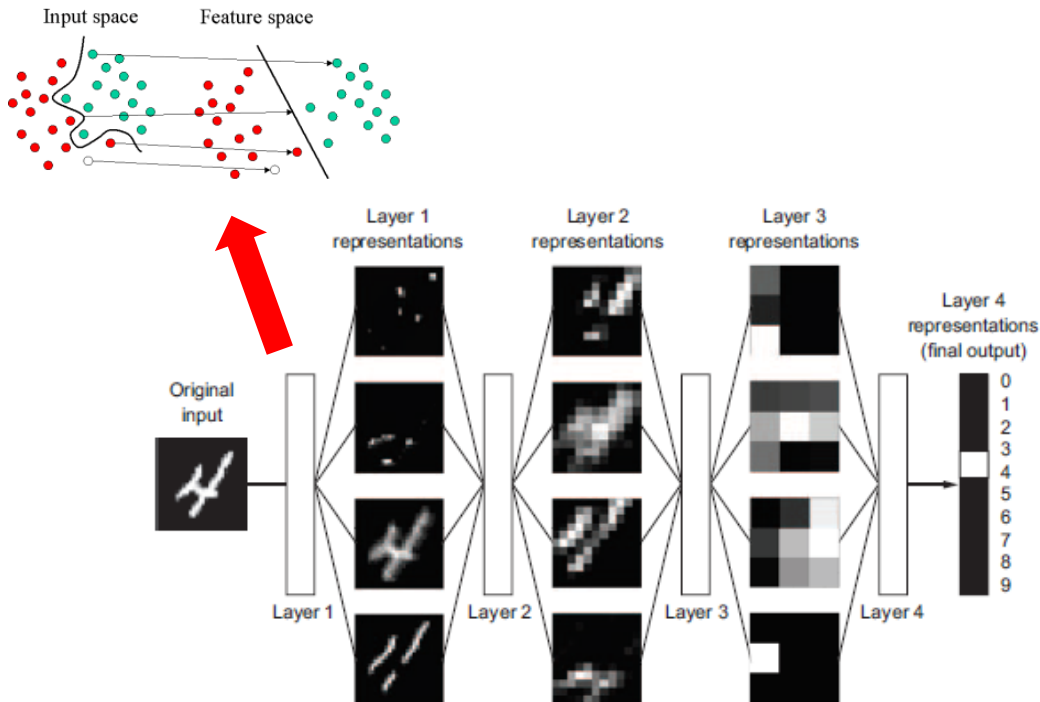 Input space
Feature space
Layer 1
representations
Layer 2
representations
Layer 3
representations
Layer 4
representations
(final output)
Original
input
0
1
2
3
4
5
6
7
8
9
Layer 1
Layer 2
Layer 3
Layer 4